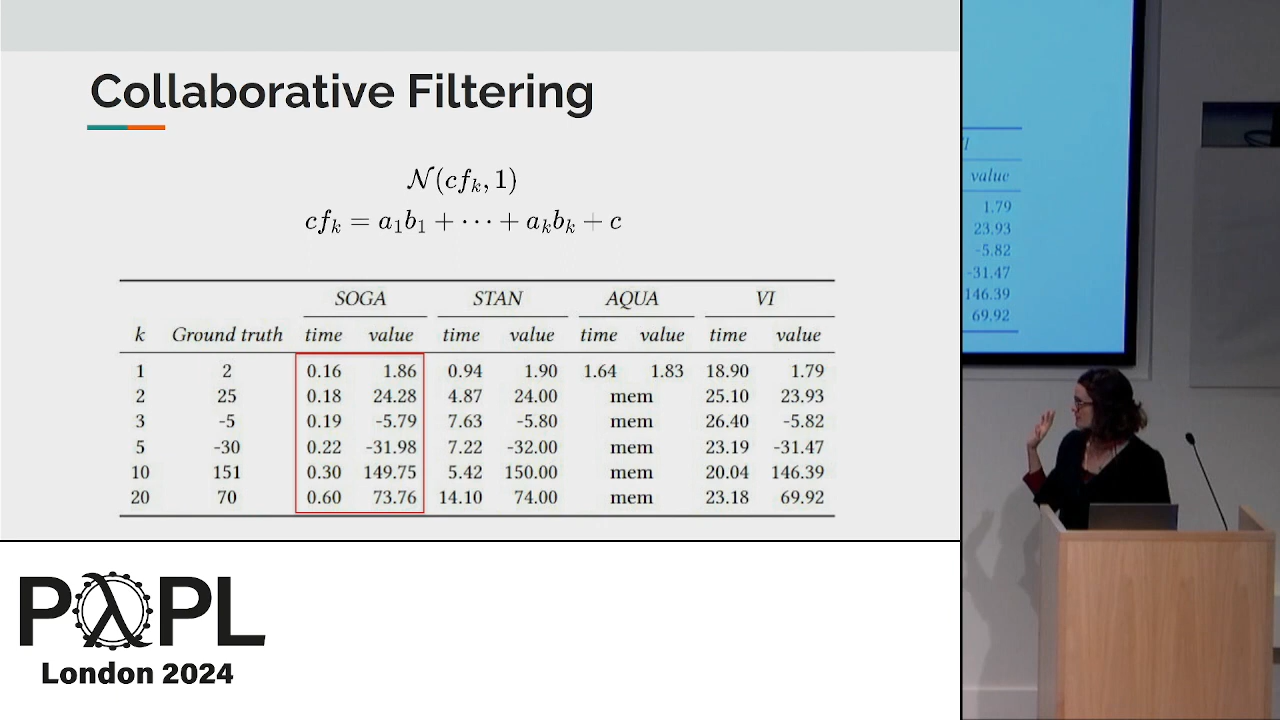 Collaborative Filtering
𝒩(cfₖ, 1)
cfₖ = a₁b₁ + ⋯ + aₖbₖ + c
SOGA STAN AQUA VI
k Ground truth time value time value time value time value
1 2 0.16 1.86 0.94 1.90 1.64 1.83 18.90 1.79
2 25 0.18 24.28 4.87 24.00 mem 25.10 23.93
3 -5 0.19 -5.79 7.63 -5.80 mem 26.40 -5.82
5 -30 0.22 -31.98 7.22 -32.00 mem 23.19 -31.47
10 151 0.30 149.75 5.42 150.00 mem 20.04 146.39
20 70 0.60 73.76 14.10 74.00 mem 23.18 69.92
PλPL
London 2024
value
1.79
23.93
-5.82
-31.47
146.39
69.92